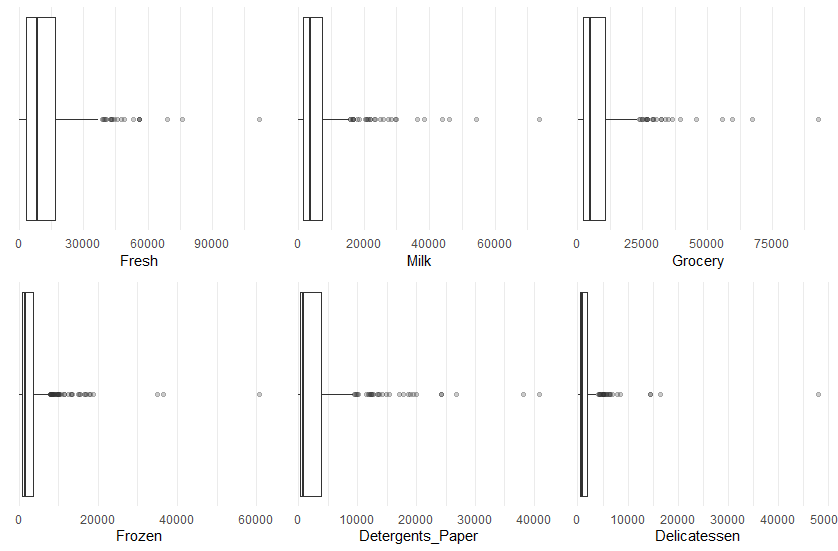 0 30000 60000 90000
Fresh
0 20000 40000 60000
Milk
0 25000 50000 75000
Grocery
0 20000 40000 60000
Frozen
0 10000 20000 30000 40000
Detergents_Paper
0 10000 20000 30000 40000 5000
Delicatessen